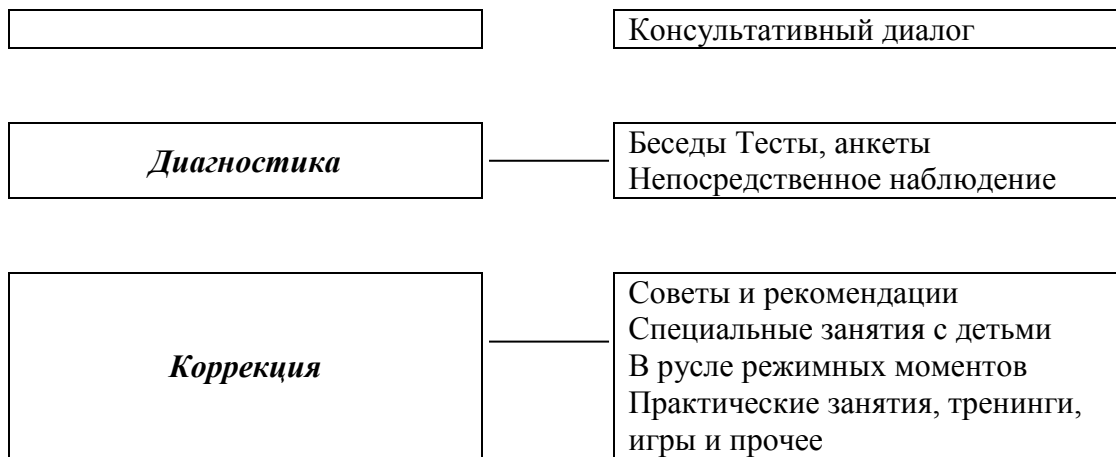 Консультативный диалог
Диагностика
Беседы Тесты, анкеты
Непосредственное наблюдение
Коррекция
Советы и рекомендации
Специальные занятия с детьми
В русле режимных моментов
Практические занятия, тренинги,
игры и прочее